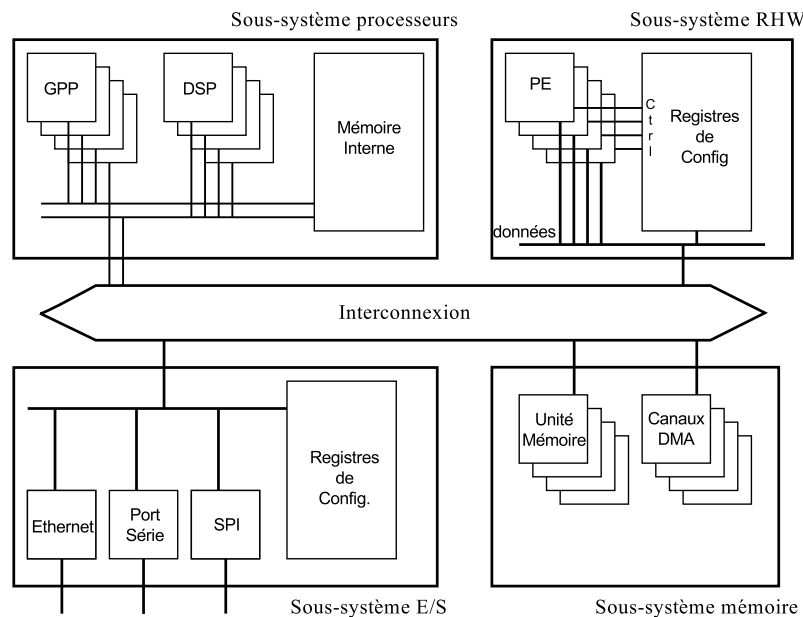 Sous-système processeurs
Sous-système RHW
GPP
DSP
Mémoire
Interne
PE
C
t
r
l
Registres
de
Config
données
Interconnexion
Registres
de
Config.
Ethernet
Port
Série
SPI
Unité
Mémoire
Canaux
DMA
Sous-système E/S
Sous-système mémoire